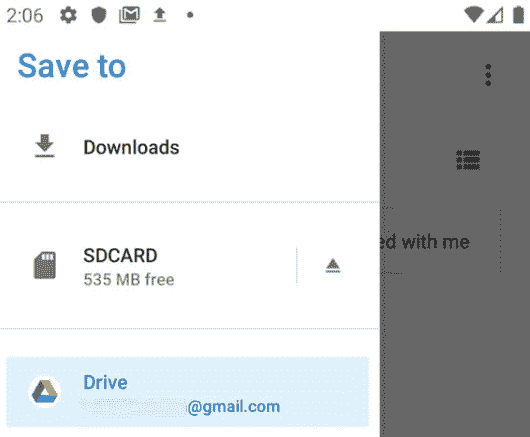 2:06
Save to
Downloads
SDCARD
535 MB free
ed with me
Drive
@gmail.com